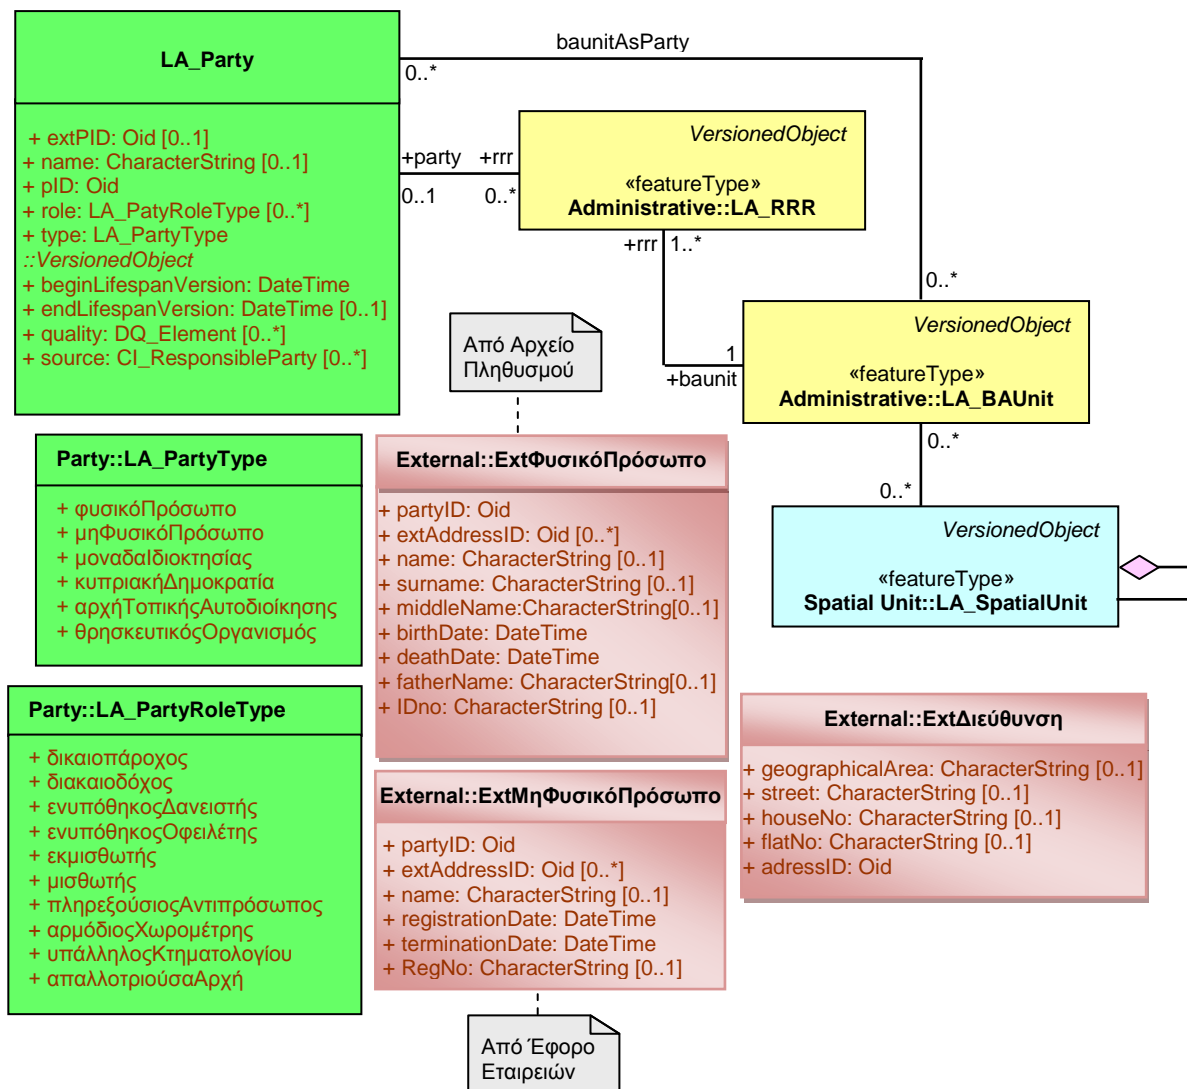 LA_Party
+ extPID: Oid [0..1]
+ name: CharacterString [0..1]
+ pID: Oid
+ role: LA_PatyRoleType [0..*]
+ type: LA_PartyType
::VersionedObject
+ beginLifespanVersion: DateTime
+ endLifespanVersion: DateTime [0..1]
+ quality: DQ_Element [0..*]
+ source: CI_ResponsibleParty [0..*]
baunitAsParty
0..*
+party
+rrr
0..1
0..*
VersionedObject
«featureType»
Administrative::LA_RRR
+rrr
1..*
0..*
VersionedObject
«featureType»
Administrative::LA_BAUnit
1
+baunit
0..*
0..*
VersionedObject
«featureType»
Spatial Unit::LA_SpatialUnit
Από Αρχείο
Πληθυσμού
Party::LA_PartyType
+ φυσικόΠρόσωπο
+ μηΦυσικόΠρόσωπο
+ μοναδαΙδιοκτησίας
+ κυπριακήΔημοκρατία
+ αρχήΤοπικήςΑυτοδιοίκησης
+ θρησκευτικόςΟργανισμός
External::ExtΦυσικόΠρόσωπο
+ partyID: Oid
+ extAddressID: Oid [0..*]
+ name: CharacterString [0..1]
+ surname: CharacterString [0..1]
+ middleName:CharacterString[0..1]
+ birthDate: DateTime
+ deathDate: DateTime
+ fatherName: CharacterString[0..1]
+ IDno: CharacterString [0..1]
Party::LA_PartyRoleType
+ δικαιοπάροχος
+ διακαιοδόχος
+ ενυπόθηκοςΔανειστής
+ ενυπόθηκοςΟφειλέτης
+ εκμισθωτής
+ μισθωτής
+ πληρεξούσιοςΑντιπρόσωπος
+ αρμόδιοςΧωρομέτρης
+ υπάλληλοςΚτηματολογίου
+ απαλλοτριούσαΑρχή
External::ExtΜηΦυσικόΠρόσωπο
+ partyID: Oid
+ extAddressID: Oid [0..*]
+ name: CharacterString [0..1]
+ registrationDate: DateTime
+ terminationDate: DateTime
+ RegNo: CharacterString [0..1]
External::ExtΔιεύθυνση
+ geographicalArea: CharacterString [0..1]
+ street: CharacterString [0..1]
+ houseNo: CharacterString [0..1]
+ flatNo: CharacterString [0..1]
+ adressID: Oid
Από Έφορο
Εταιρειών